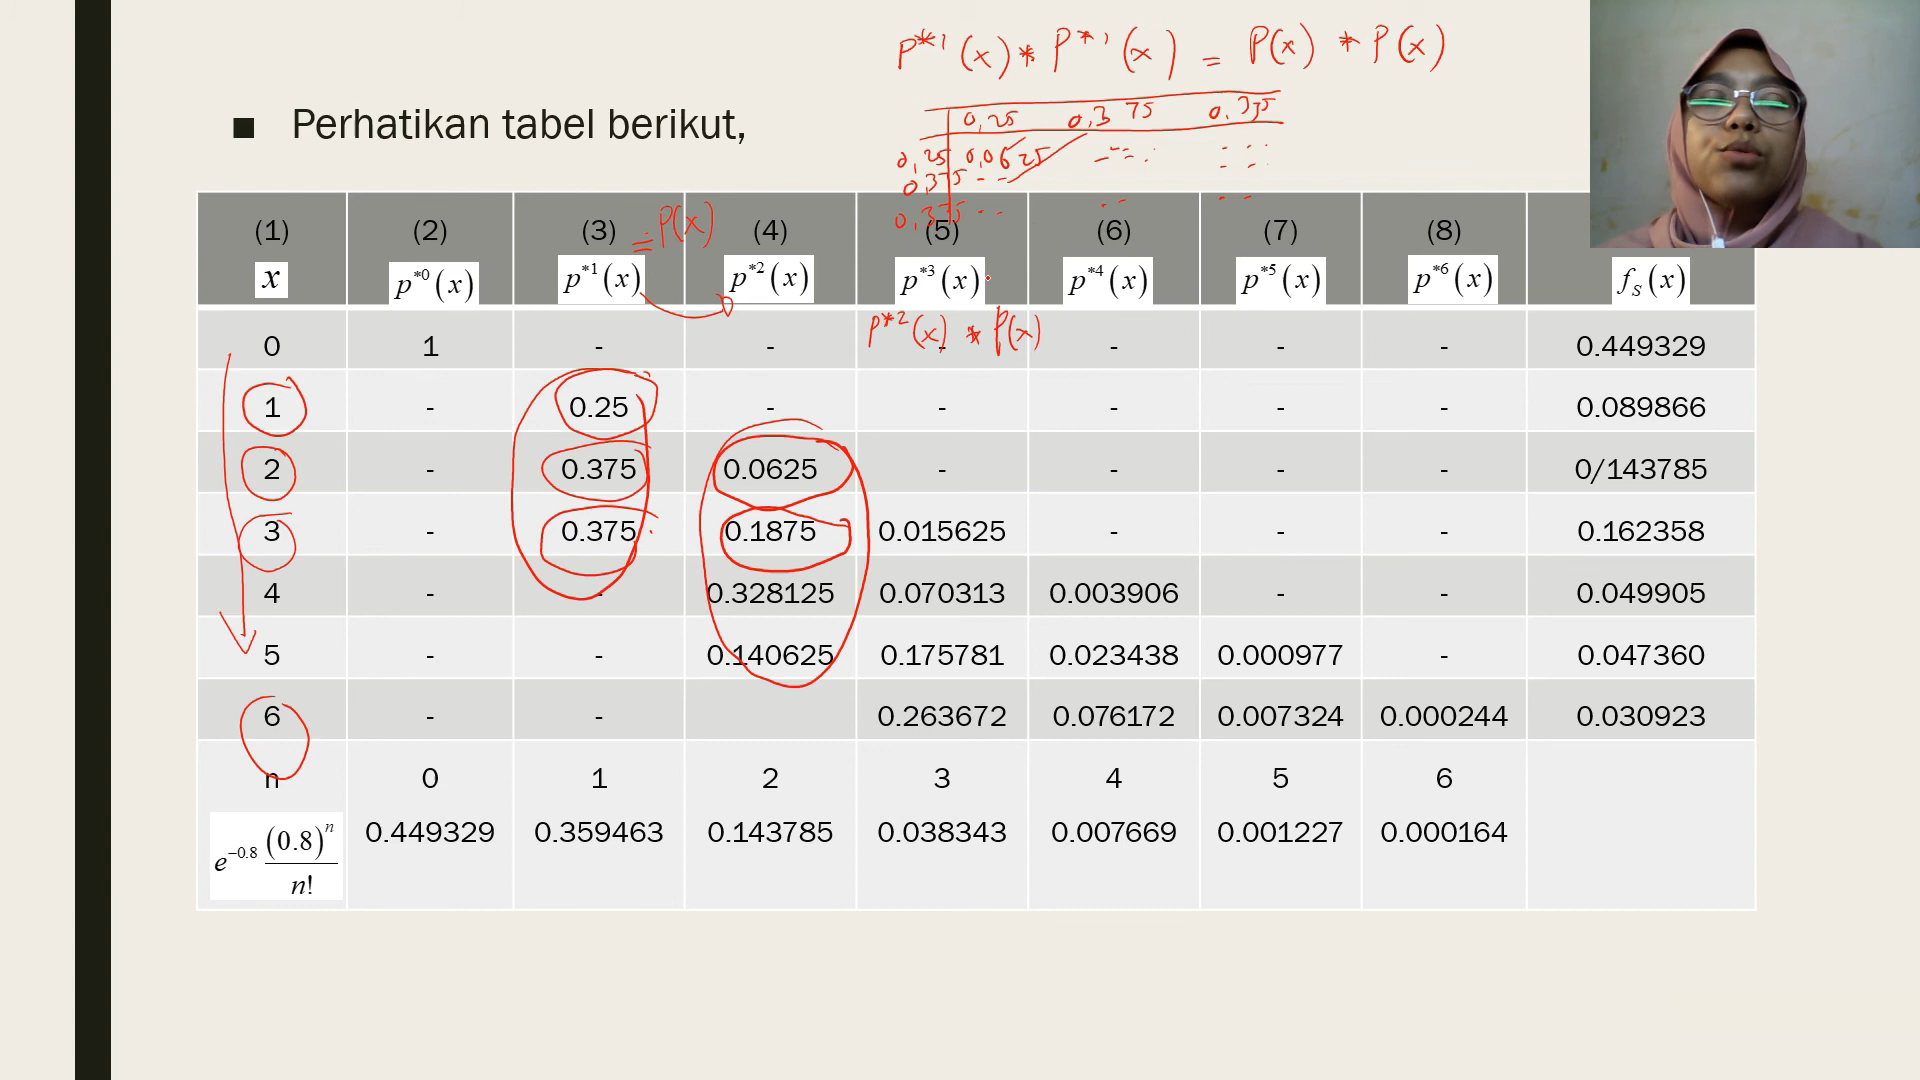 P*¹(x) * P*¹(x) = P(x) * P(x)
0,25 0,375 0,375
0,25 0,0625
0,375
0,375
■ Perhatikan tabel berikut,
(1) (2) (3) (4) (5) (6) (7) (8)
= P(x)
x p*⁰(x) p*¹(x) p*²(x) p*³(x) p*⁴(x) p*⁵(x) p*⁶(x) f_S(x)
P*²(x) * P(x)
0 1 - - - - - - 0.449329
1 - 0.25 - - - - - 0.089866
2 - 0.375 0.0625 - - - - 0/143785
3 - 0.375 0.1875 0.015625 - - - 0.162358
4 - - 0.328125 0.070313 0.003906 - - 0.049905
5 - - 0.140625 0.175781 0.023438 0.000977 - 0.047360
6 - - 0.263672 0.076172 0.007324 0.000244 0.030923
n 0 1 2 3 4 5 6
e^−0.8 (0.8)^n / n! 0.449329 0.359463 0.143785 0.038343 0.007669 0.001227 0.000164